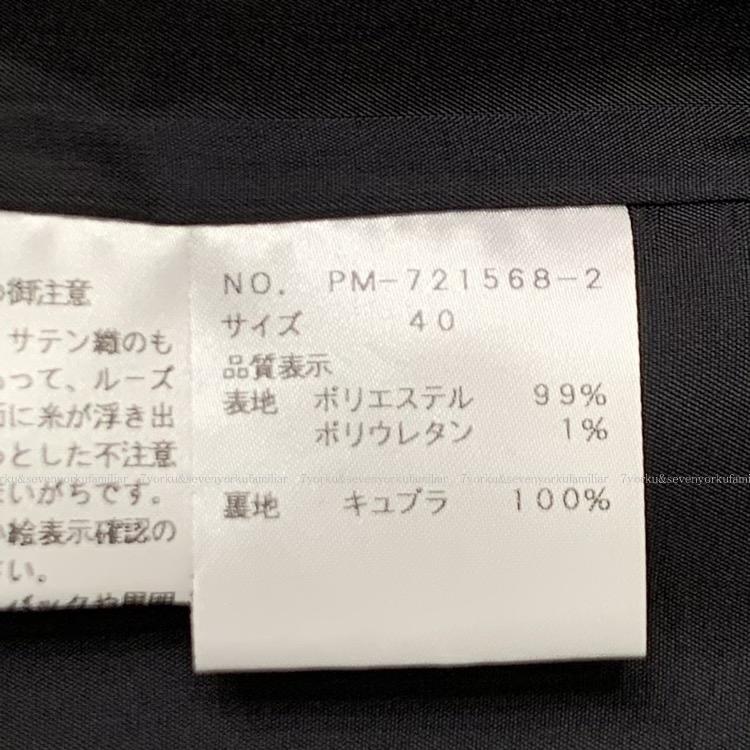 の御注意
サテン織のも
って、ルーズ
に糸が浮き出
とした不注意
いがちです。
絵表示確認の
さい。
NO. PM-721568-2
サイズ 40
品質表示
表地 ポリエステル 99%
ポリウレタン 1%
裏地 キュプラ 100%
7yorku&sevenyorkufamiliar 7yorku&sevenyorkufamiliar 7yorku&sevenyorkufamiliar